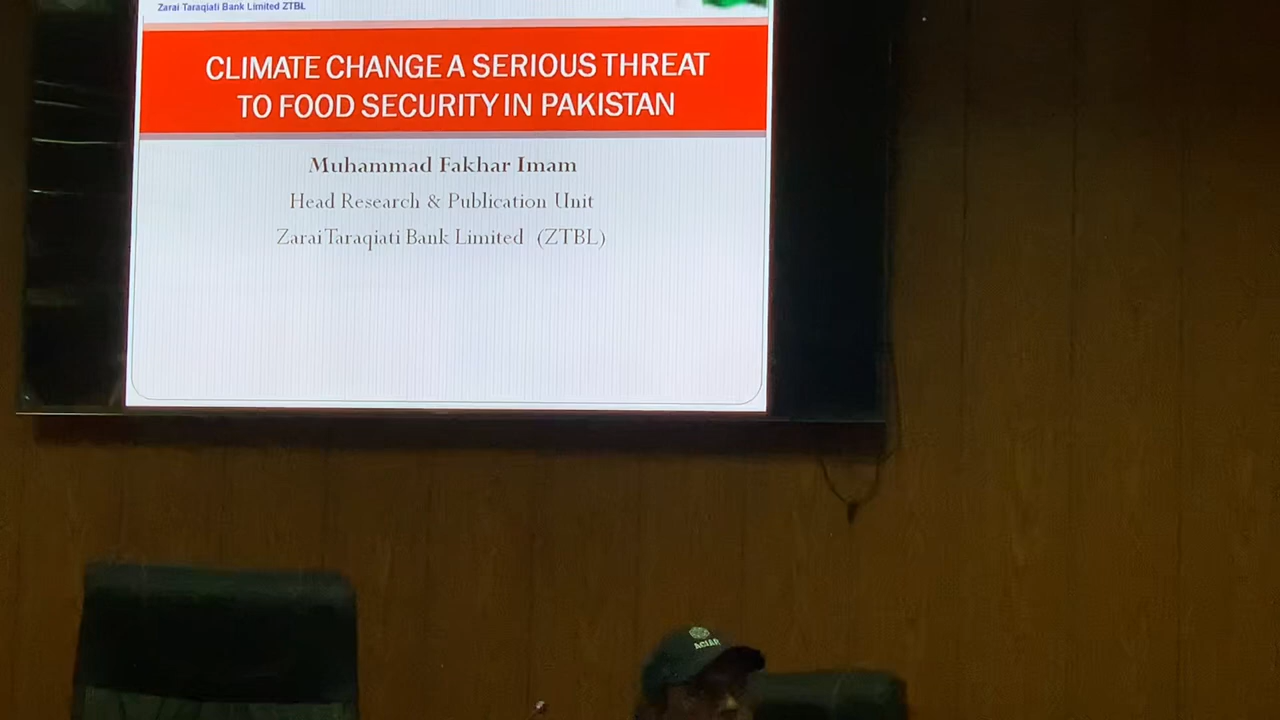 Zarai Taraqiati Bank Limited ZTBL
CLIMATE CHANGE A SERIOUS THREAT
TO FOOD SECURITY IN PAKISTAN
Muhammad Fakhar Imam
Head Research & Publication Unit
Zarai Taraqiati Bank Limited (ZTBL)
ACIAR